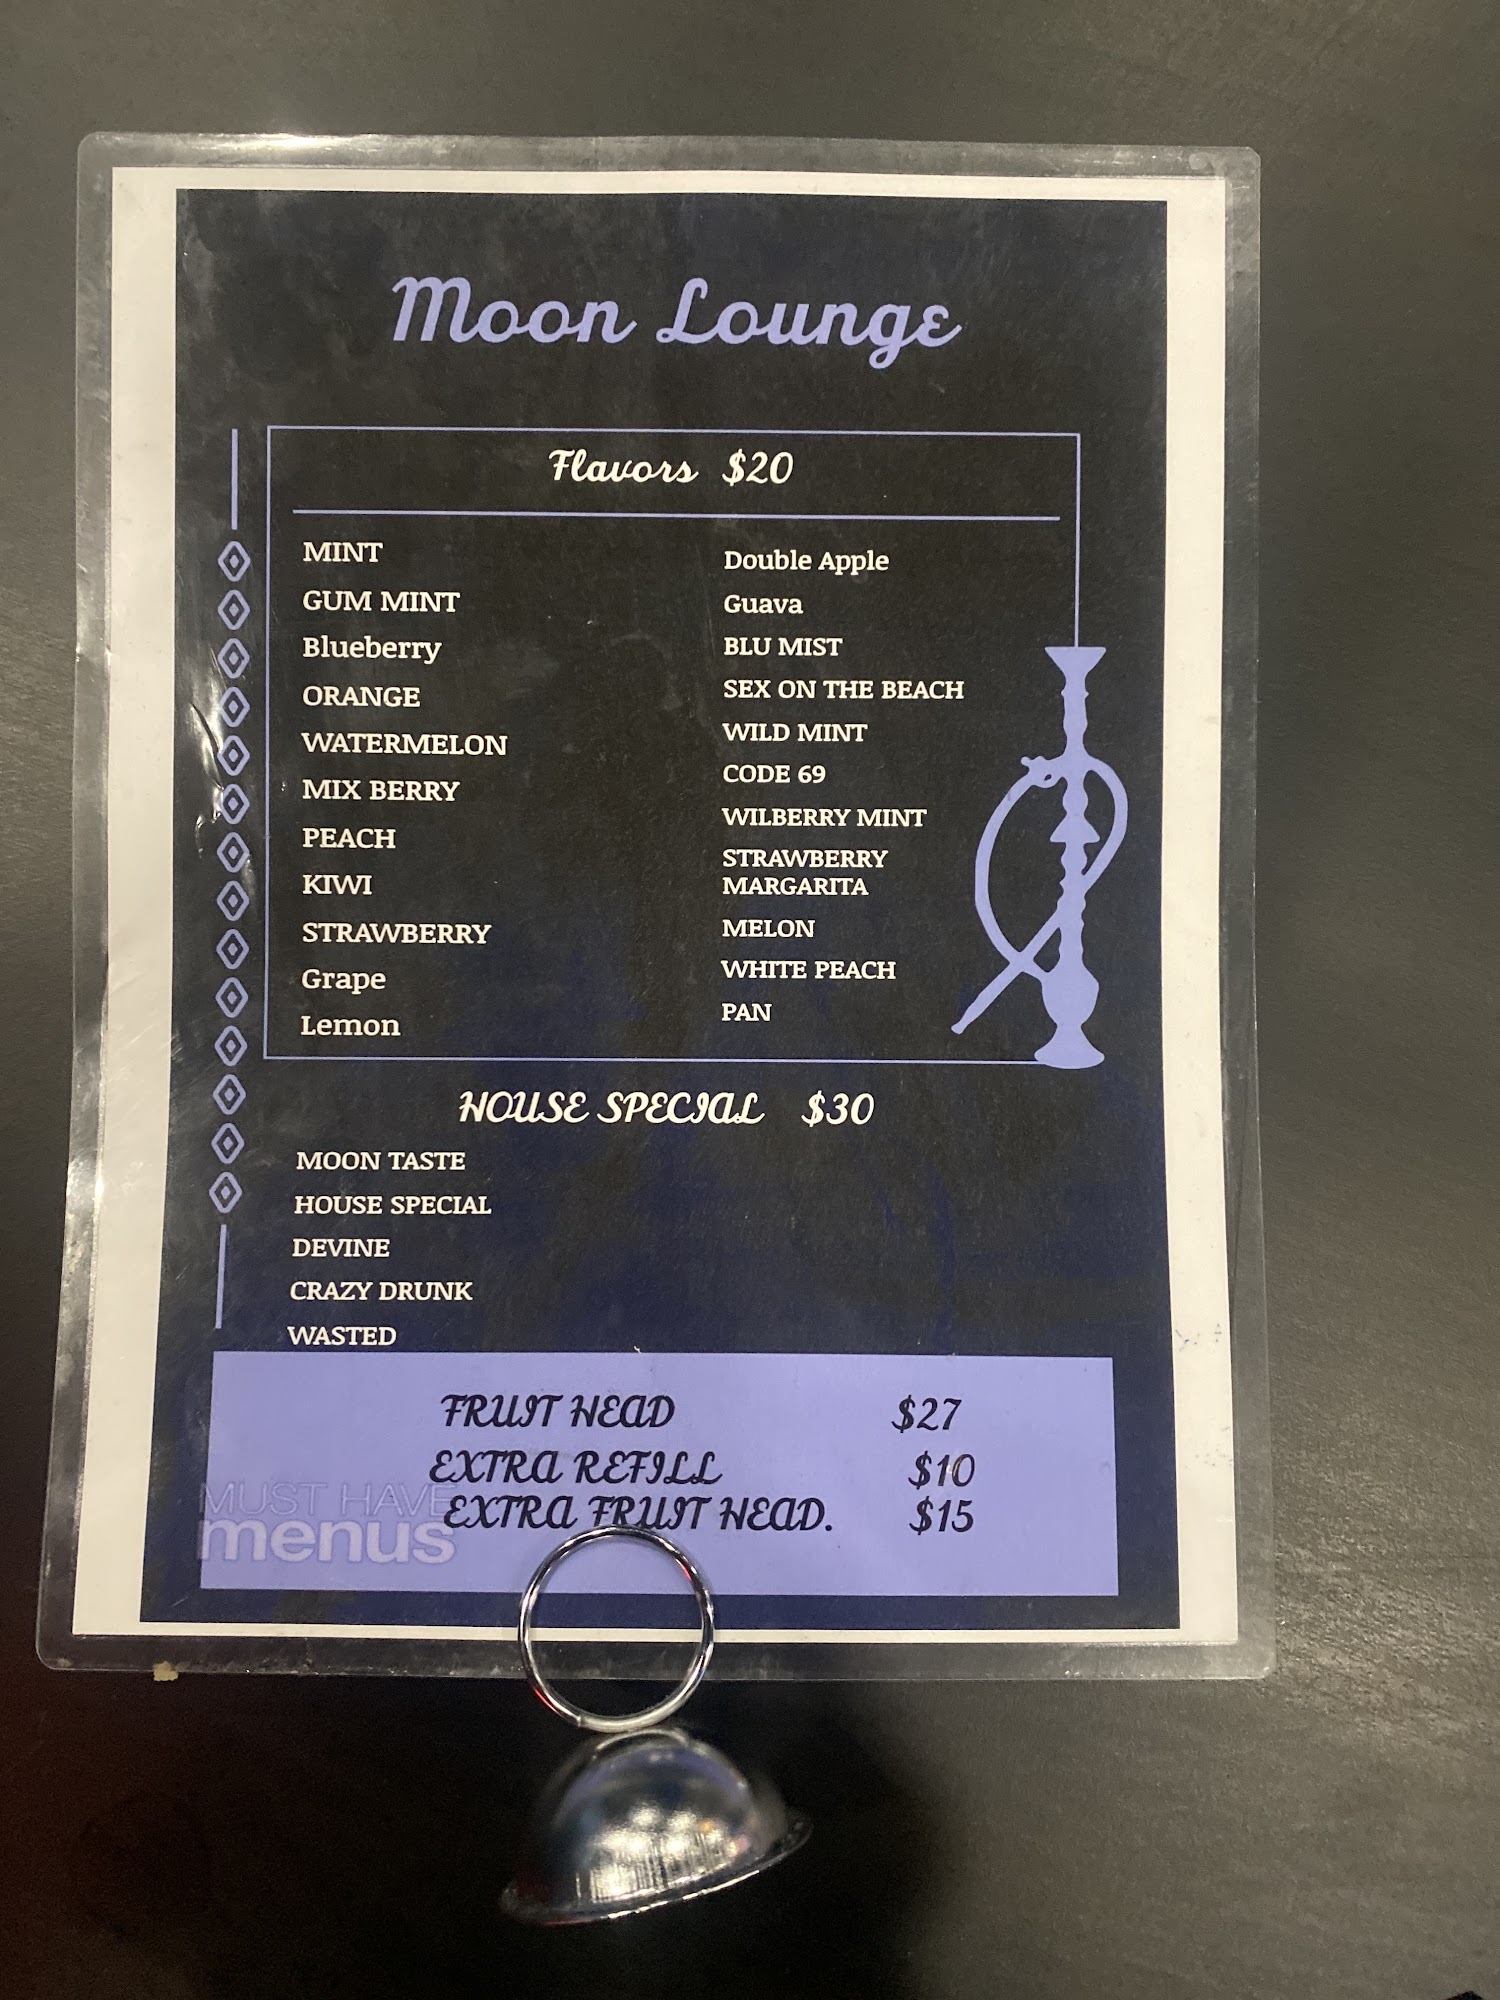 Moon Lounge
Flavors $20
MINT
GUM MINT
Blueberry
ORANGE
WATERMELON
MIX BERRY
PEACH
KIWI
STRAWBERRY
Grape
Lemon
Double Apple
Guava
BLU MIST
SEX ON THE BEACH
WILD MINT
CODE 69
WILBERRY MINT
STRAWBERRY
MARGARITA
MELON
WHITE PEACH
PAN
HOUSE SPECIAL $30
MOON TASTE
HOUSE SPECIAL
DEVINE
CRAZY DRUNK
WASTED
FRUIT HEAD $27
EXTRA REFILL $10
EXTRA FRUIT HEAD. $15
MUST HAVE
menus